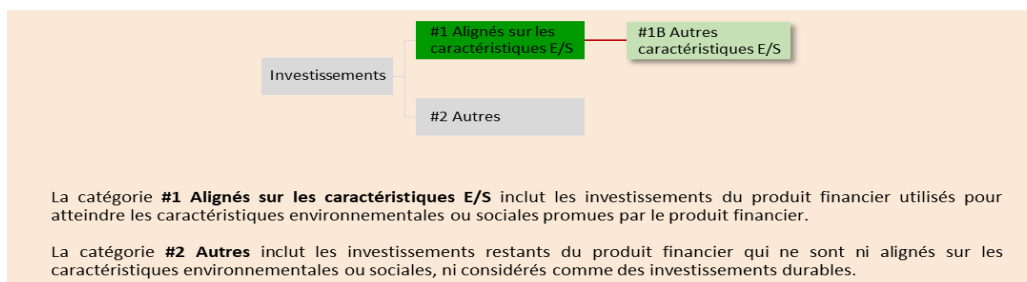 #1 Alignés sur les
caractéristiques E/S
#1B Autres
caractéristiques E/S
Investissements
#2 Autres
La catégorie #1 Alignés sur les caractéristiques E/S inclut les investissements du produit financier utilisés pour
atteindre les caractéristiques environnementales ou sociales promues par le produit financier.
La catégorie #2 Autres inclut les investissements restants du produit financier qui ne sont ni alignés sur les
caractéristiques environnementales ou sociales, ni considérés comme des investissements durables.